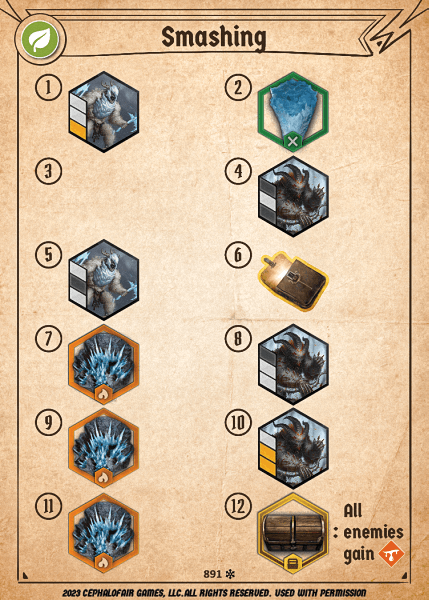 Smashing
1
2
3
4
5
6
7
8
9
10
11
12
All
: enemies
gain
891 ✻
2023 CEPHALOFAIR GAMES, LLC. ALL RIGHTS RESERVED. USED WITH PERMISSION